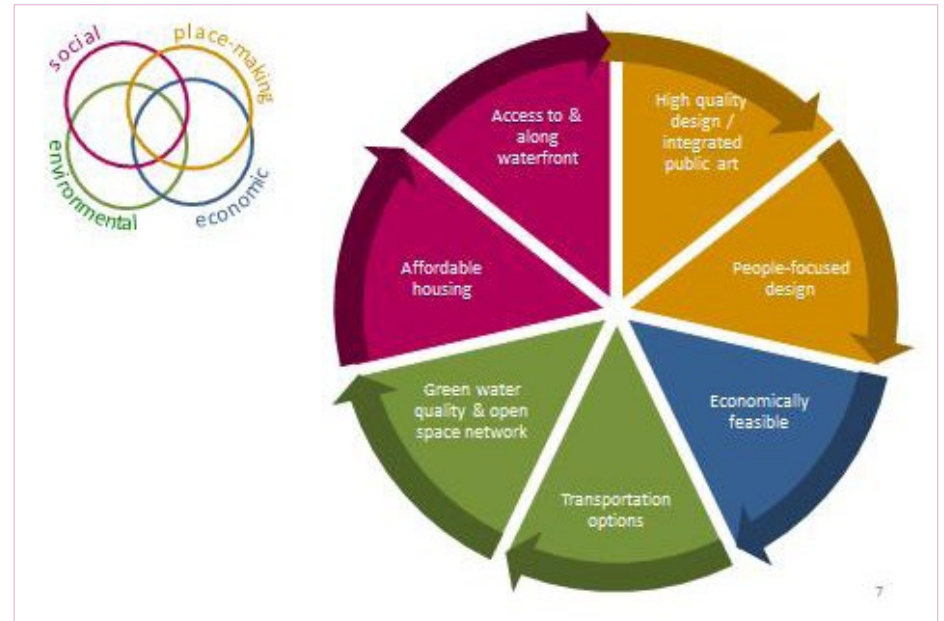 social
place-making
environmental
economic
Access to &
along
waterfront
High quality
design /
integrated
public art
People-focused
design
Economically
feasible
Transportation
options
Green water
quality & open
space network
Affordable
housing
7